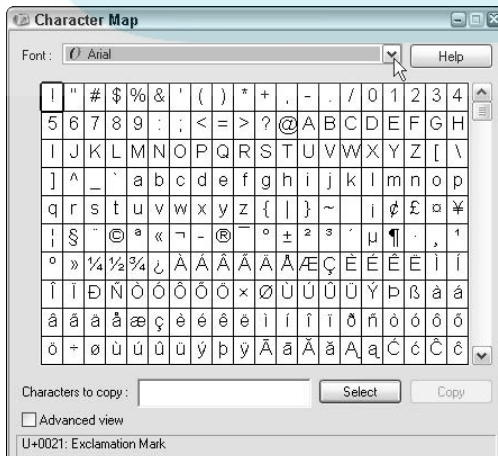 Character Map
Font : O Arial Help
! " # $ % & ' ( ) * + , - . / 0 1 2 3 4
5 6 7 8 9 : ; < = > ? @ A B C D E F G H
I J K L M N O P Q R S T U V W X Y Z [ \
] ^ _ ` a b c d e f g h i j k l m n o p
q r s t u v w x y z { | } ~ ¡ ¢ £ ¤ ¥
¦ § ¨ © ª « ¬ - ® ¯ ° ± ² ³ ´ µ ¶ · ¸ ¹
º » ¼ ½ ¾ ¿ À Á Â Ã Ä Å Æ Ç È É Ê Ë Ì Í
Î Ï Ð Ñ Ò Ó Ô Õ Ö × Ø Ù Ú Û Ü Ý Þ ß à á
â ã ä å æ ç è é ê ë ì í î ï ð ñ ò ó ô õ
ö ÷ ø ù ú û ü ý þ ÿ Ā ā Ă ă Ą ą Ć ć Ĉ ĉ
Characters to copy : Select Copy
Advanced view
U+0021: Exclamation Mark